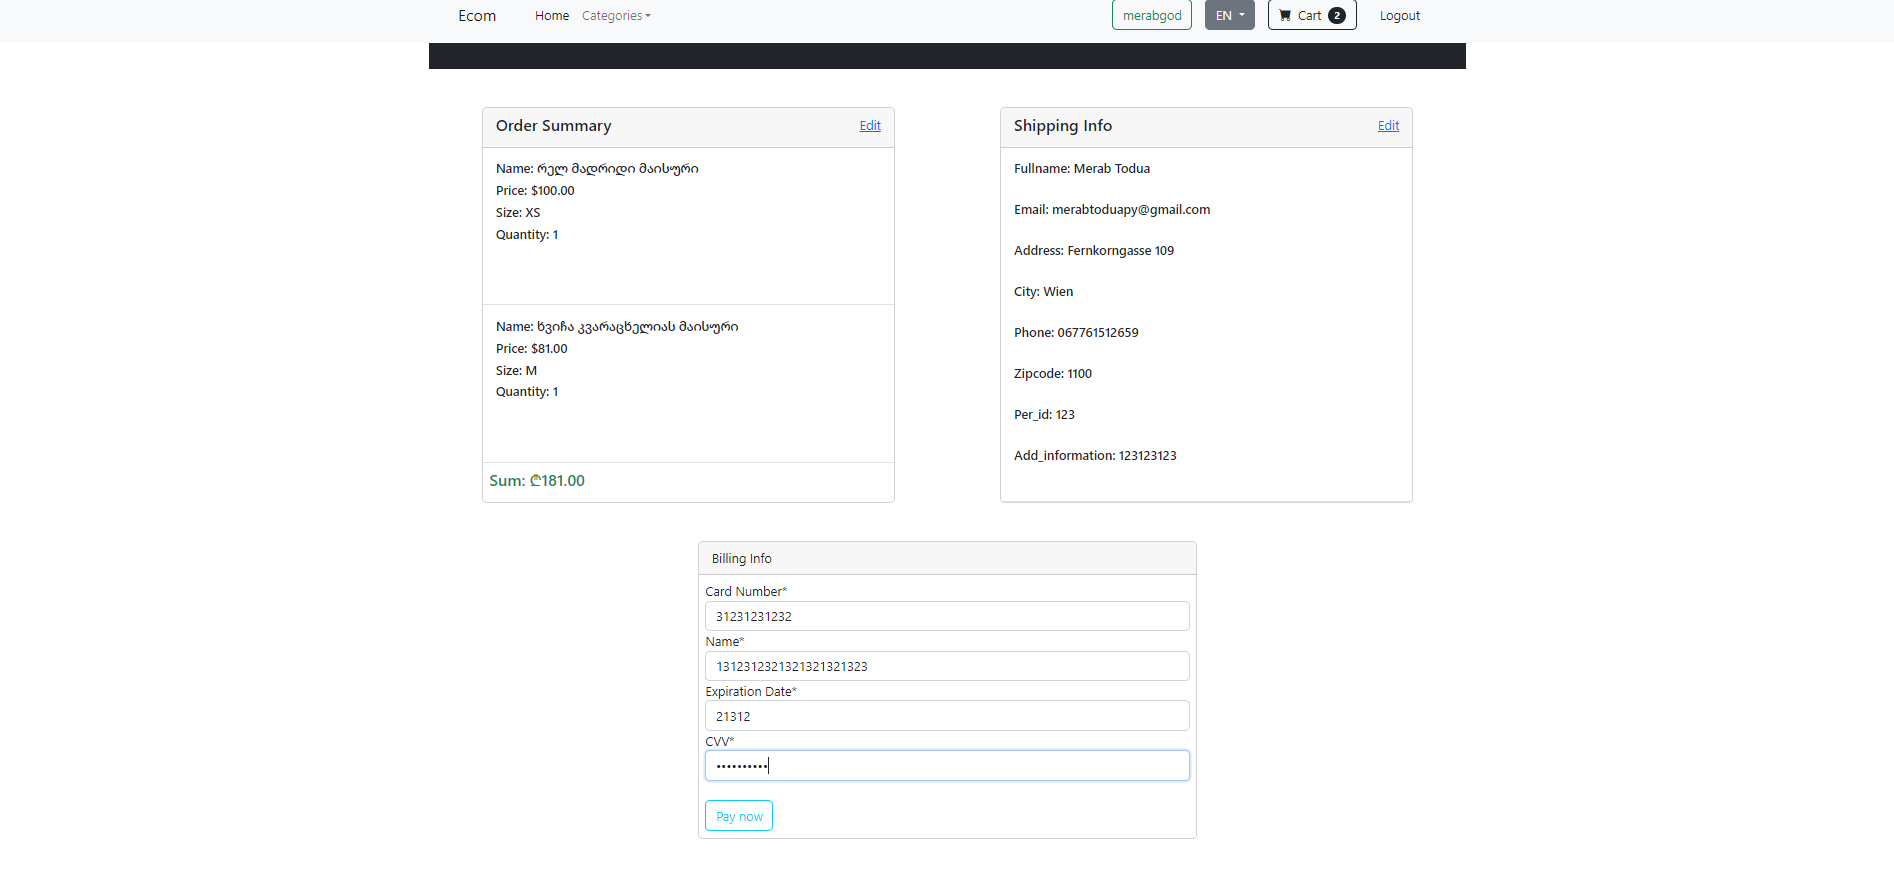 Ecom Home Categories merabgod EN Cart 2 Logout
Order Summary Edit
Name: რელ მადრიდი მაისური
Price: $100.00
Size: XS
Quantity: 1
Name: ხვიჩა კვარაცხელიას მაისური
Price: $81.00
Size: M
Quantity: 1
Sum: ₾181.00
Shipping Info Edit
Fullname: Merab Todua
Email: merabtoduapy@gmail.com
Address: Fernkorngasse 109
City: Wien
Phone: 067761512659
Zipcode: 1100
Per_id: 123
Add_information: 123123123
Billing Info
Card Number*
31231231232
Name*
1312312321321321321323
Expiration Date*
21312
CVV*
••••••••••
Pay now